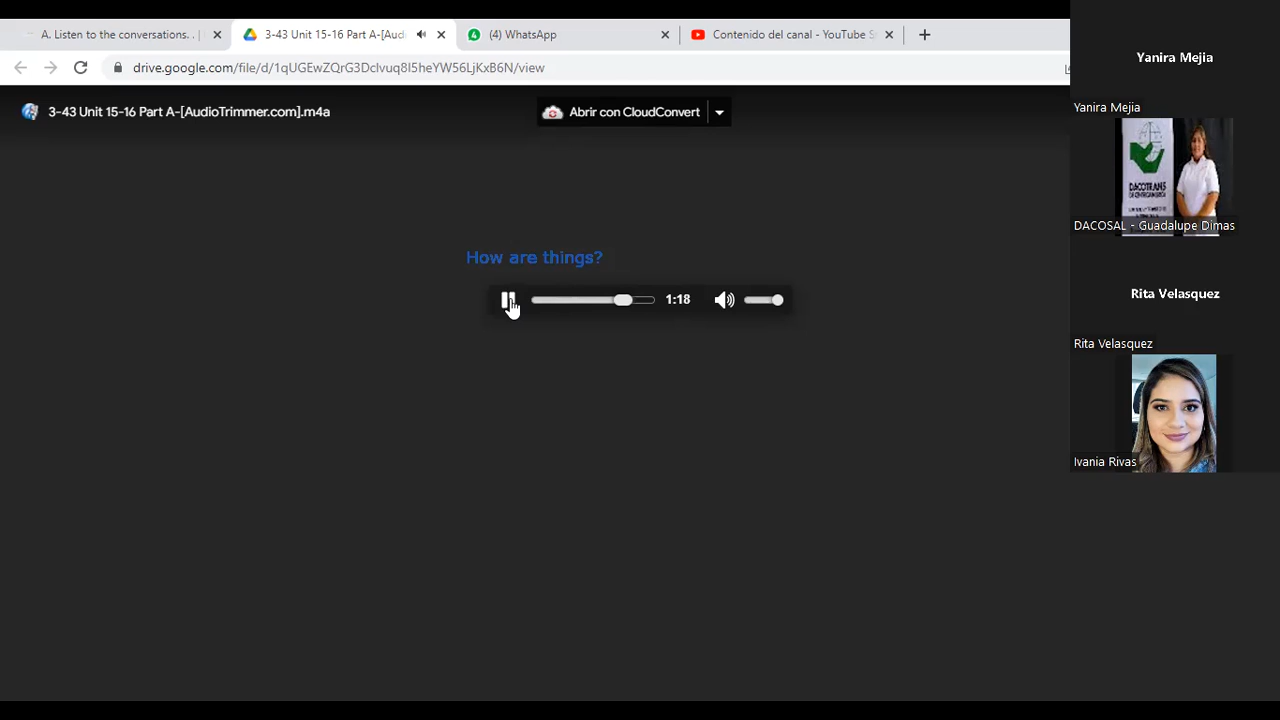 A. Listen to the conversations. . |
3-43 Unit 15-16 Part A-[Aud
(4) WhatsApp
Contenido del canal - YouTube S
drive.google.com/file/d/1qUGEwZQrG3Dclvuq8I5heYW56LjKxB6N/view
3-43 Unit 15-16 Part A-[AudioTrimmer.com].m4a
Abrir con CloudConvert
How are things?
1:18
Yanira Mejia
Yanira Mejia
DACOTRANS
DACOSAL - Guadalupe Dimas
Rita Velasquez
Rita Velasquez
Ivania Rivas